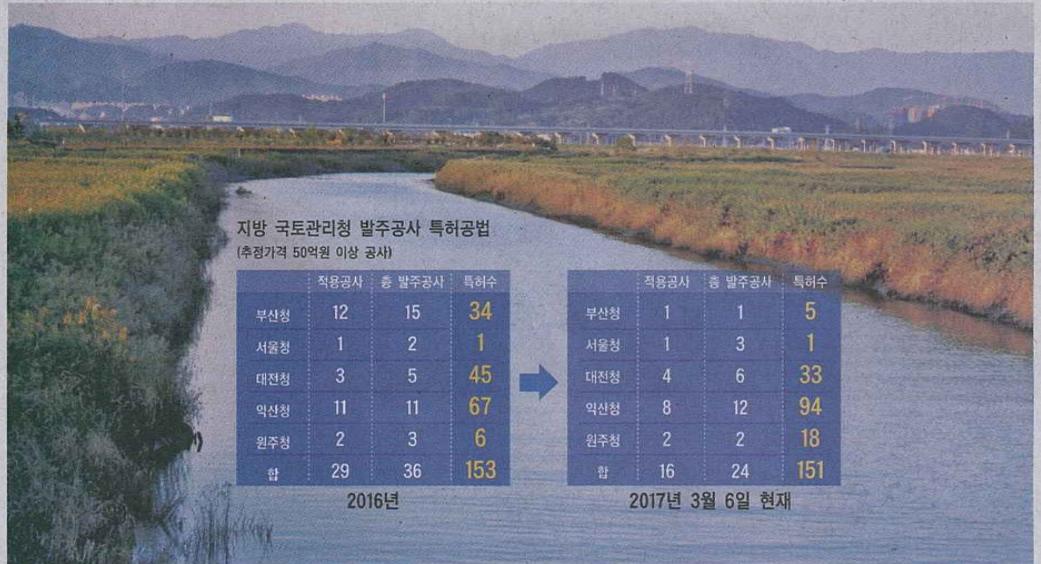 지방 국토관리청 발주공사 특허공법
(추정가격 50억원 이상 공사)
적용공사 총 발주공사 특허수
부산청 12 15 34
서울청 1 2 1
대전청 3 5 45
익산청 11 11 67
원주청 2 3 6
합 29 36 153
2016년
적용공사 총 발주공사 특허수
부산청 1 1 5
서울청 1 3 1
대전청 4 6 33
익산청 8 12 94
원주청 2 2 18
합 16 24 151
2017년 3월 6일 현재